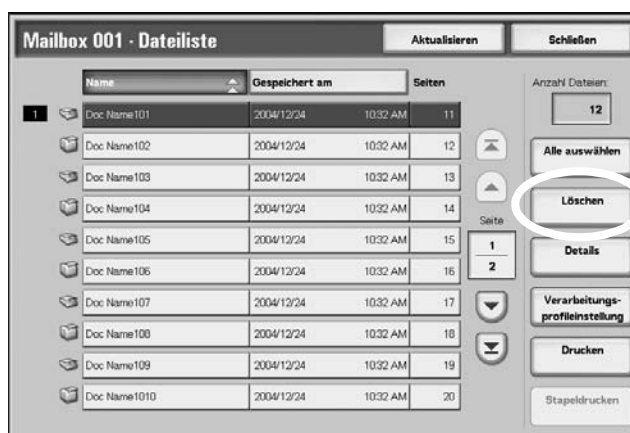 Mailbox 001 - Dateiliste
Aktualisieren
Schließen
Name
Gespeichert am
Seiten
Anzahl Dateien:
12
1
Doc Name101 2004/12/24 10:32 AM 11
Doc Name102 2004/12/24 10:32 AM 12
Doc Name103 2004/12/24 10:32 AM 13
Doc Name104 2004/12/24 10:32 AM 14
Doc Name105 2004/12/24 10:32 AM 15
Doc Name106 2004/12/24 10:32 AM 16
Doc Name107 2004/12/24 10:32 AM 17
Doc Name108 2004/12/24 10:32 AM 18
Doc Name109 2004/12/24 10:32 AM 19
Doc Name1010 2004/12/24 10:32 AM 20
Seite
1
2
Alle auswählen
Löschen
Details
Verarbeitungs-
profileinstellung
Drucken
Stapeldrucken